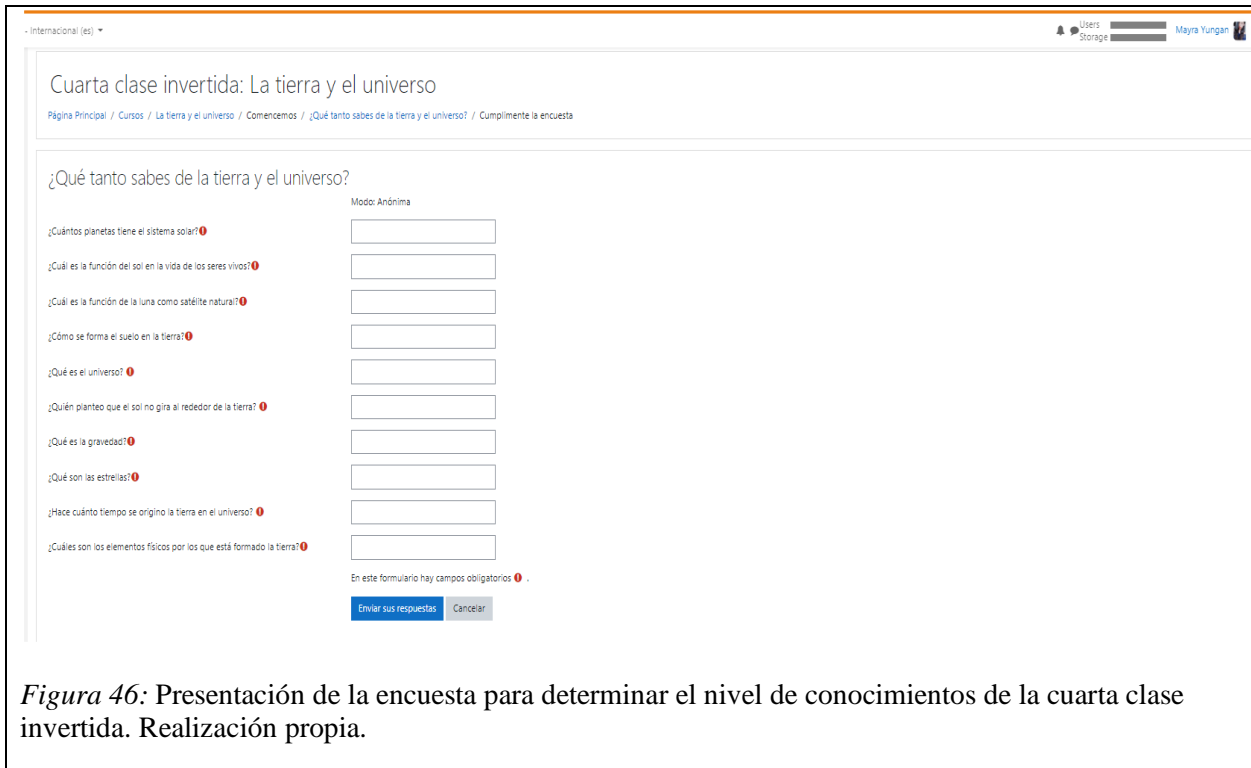 - Internacional (es)
Users
Storage
Mayra Yungan
Cuarta clase invertida: La tierra y el universo
Página Principal / Cursos / La tierra y el universo / Comencemos / ¿Qué tanto sabes de la tierra y el universo? / Cumplimente la encuesta
¿Qué tanto sabes de la tierra y el universo?
Modo: Anónima
¿Cuántos planetas tiene el sistema solar?
¿Cuál es la función del sol en la vida de los seres vivos?
¿Cuál es la función de la luna como satélite natural?
¿Cómo se forma el suelo en la tierra?
¿Qué es el universo?
¿Quién planteo que el sol no gira al rededor de la tierra?
¿Qué es la gravedad?
¿Qué son las estrellas?
¿Hace cuánto tiempo se origino la tierra en el universo?
¿Cuáles son los elementos físicos por los que está formado la tierra?
En este formulario hay campos obligatorios .
Enviar sus respuestas Cancelar
Figura 46: Presentación de la encuesta para determinar el nivel de conocimientos de la cuarta clase
invertida. Realización propia.